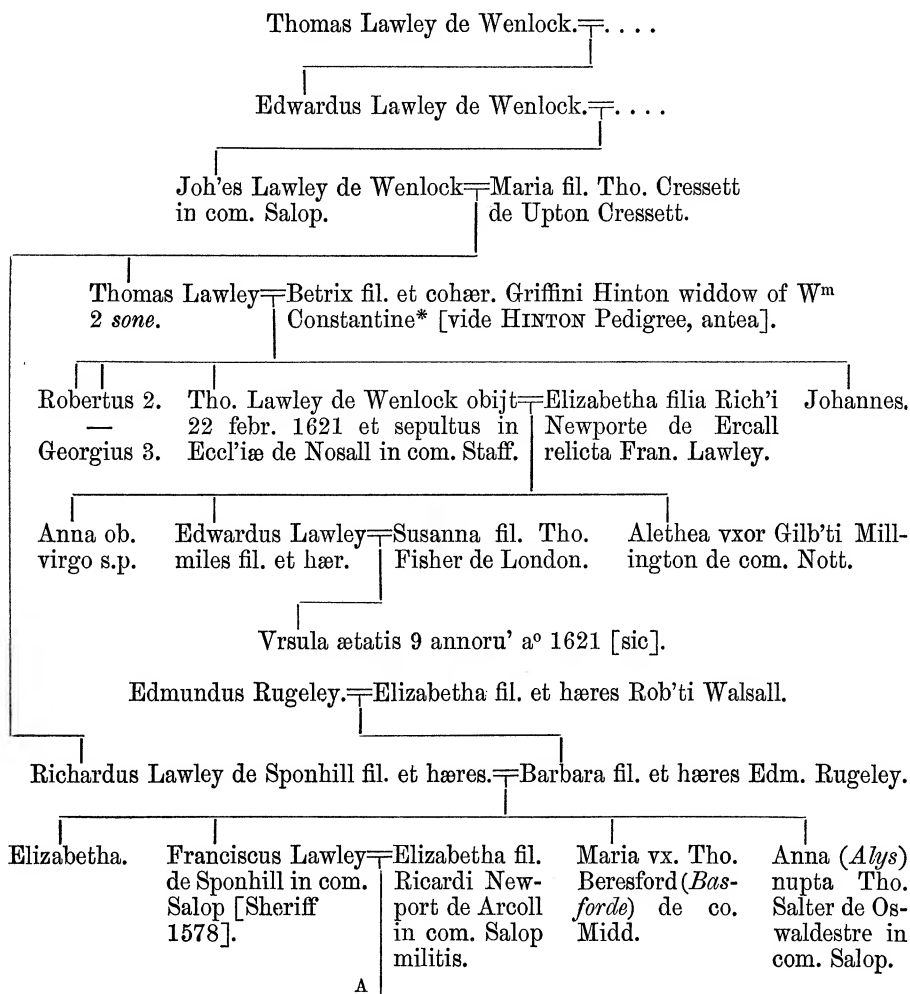 Thomas Lawley de Wenlock.=. . . .
Edwardus Lawley de Wenlock.=. . . .
Joh'es Lawley de Wenlock=Maria fil. Tho. Cressett
in com. Salop. de Upton Cressett.
Thomas Lawley=Betrix fil. et cohær. Griffini Hinton widdow of Wᵐ
2 sone. Constantine* [vide HINTON Pedigree, antea].
Robertus 2. Tho. Lawley de Wenlock obijt=Elizabetha filia Rich'i Johannes.
— 22 febr. 1621 et sepultus in Newporte de Ercall
Georgius 3. Eccl'iæ de Nosall in com. Staff. relicta Fran. Lawley.
Anna ob. Edwardus Lawley=Susanna fil. Tho. Alethea vxor Gilb'ti Mill-
virgo s.p. miles fil. et hær. Fisher de London. ington de com. Nott.
Vrsula ætatis 9 annoru' aº 1621 [sic].
Edmundus Rugeley.=Elizabetha fil. et hæres Rob'ti Walsall.
Richardus Lawley de Sponhill fil. et hæres.=Barbara fil. et hæres Edm. Rugeley.
Elizabetha. Franciscus Lawley=Elizabetha fil. Maria vx. Tho. Anna (Alys)
de Sponhill in com. Ricardi New- Beresford (Bas- nupta Tho.
Salop [Sheriff port de Arcoll forde) de co. Salter de Os-
1578]. in com. Salop Midd. waldestre in
militis. com. Salop.
A